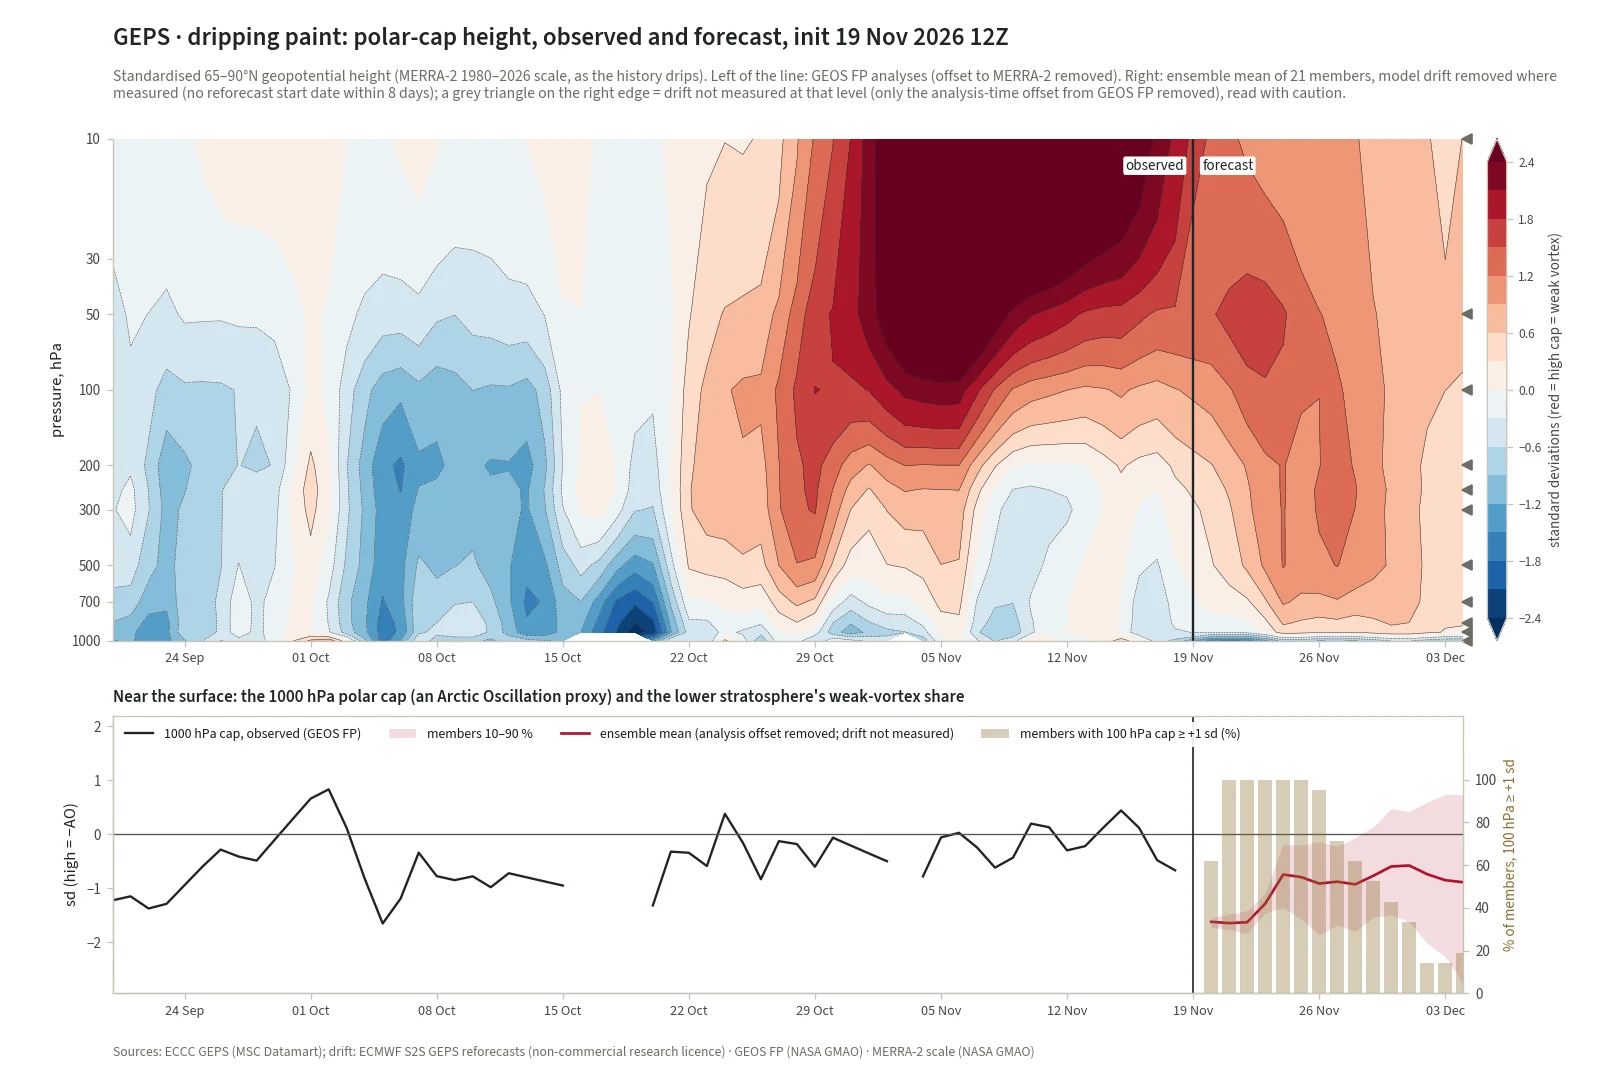 GEPS · dripping paint: polar-cap height, observed and forecast, init 19 Nov 2026 12Z
Standardised 65–90°N geopotential height (MERRA-2 1980–2026 scale, as the history drips). Left of the line: GEOS FP analyses (offset to MERRA-2 removed). Right: ensemble mean of 21 members, model drift removed where
measured (no reforecast start date within 8 days); a grey triangle on the right edge = drift not measured at that level (only the analysis-time offset from GEOS FP removed), read with caution.
observed
forecast
pressure, hPa
10
30
50
100
200
300
500
700
1000
24 Sep
01 Oct
08 Oct
15 Oct
22 Oct
29 Oct
05 Nov
12 Nov
19 Nov
26 Nov
03 Dec
2.4
1.8
1.2
0.6
0.0
−0.6
−1.2
−1.8
−2.4
standard deviations (red = high cap = weak vortex)
Near the surface: the 1000 hPa polar cap (an Arctic Oscillation proxy) and the lower stratosphere's weak-vortex share
1000 hPa cap, observed (GEOS FP)
members 10–90 %
ensemble mean (analysis offset removed; drift not measured)
members with 100 hPa cap ≥ +1 sd (%)
sd (high = −AO)
2
1
0
−1
−2
100
80
60
40
20
0
% of members, 100 hPa ≥ +1 sd
24 Sep
01 Oct
08 Oct
15 Oct
22 Oct
29 Oct
05 Nov
12 Nov
19 Nov
26 Nov
03 Dec
Sources: ECCC GEPS (MSC Datamart); drift: ECMWF S2S GEPS reforecasts (non-commercial research licence) · GEOS FP (NASA GMAO) · MERRA-2 scale (NASA GMAO)